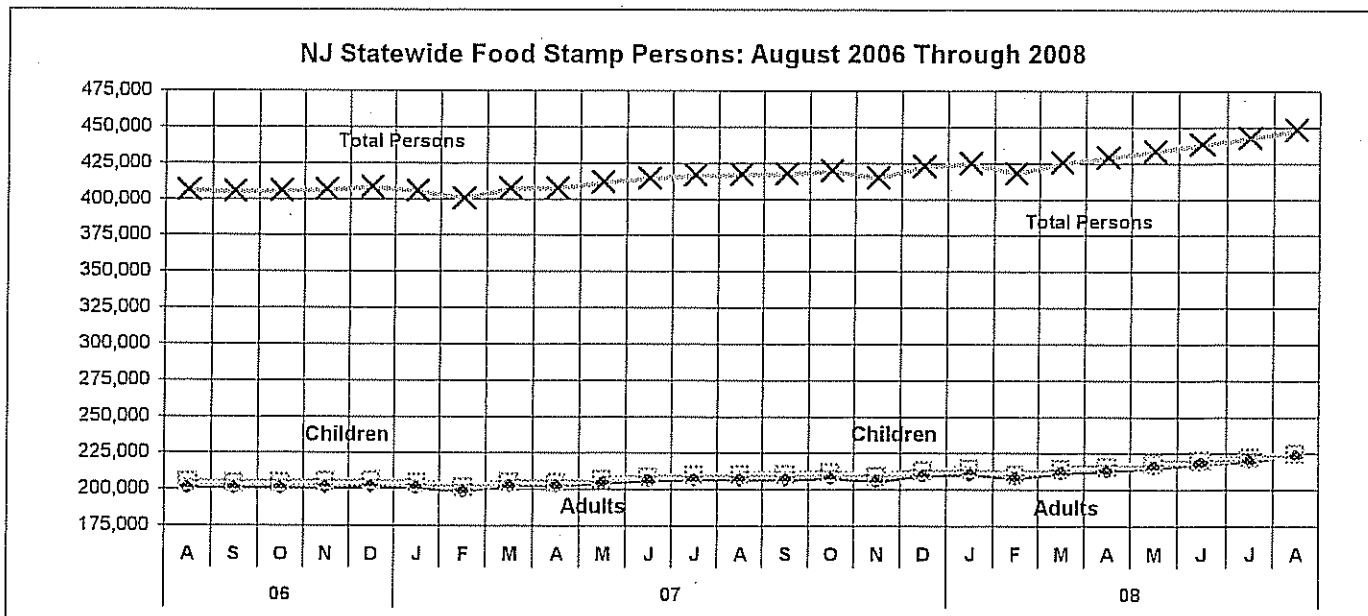 NJ Statewide Food Stamp Persons: August 2006 Through 2008
475,000
450,000
Total Persons
425,000
400,000
Total Persons
375,000
350,000
325,000
300,000
275,000
250,000
Children Children
225,000
200,000
Adults Adults
175,000
A S O N D J F M A M J J A S O N D J F M A M J J A
06 07 08